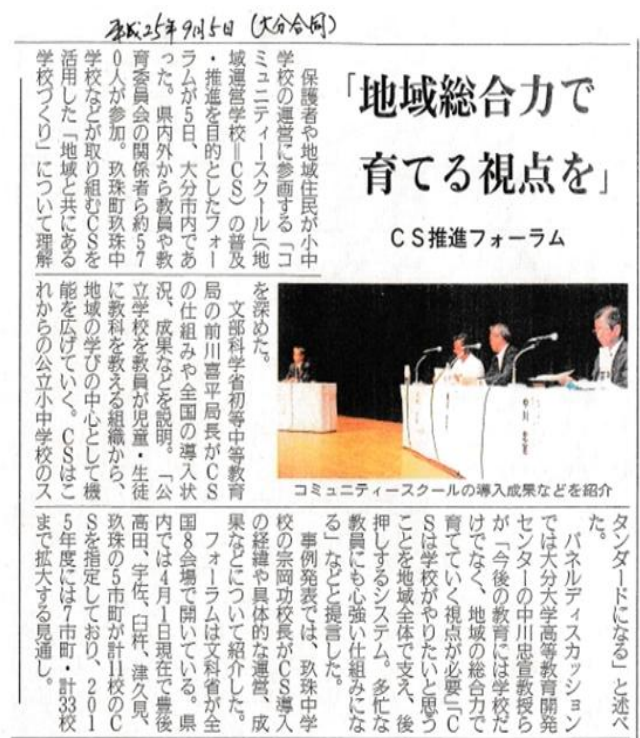 平成25年9月5日 (大分合同)
「地域総合力で
育てる視点を」
CS推進フォーラム
保護者や地域住民が小中
学校の運営に参画する「コ
ミュニティースクール」(地
域運営学校=CS)の普及
・推進を目的としたフォー
ラムが5日、大分市内であ
った。県内外から教員や教
育委員会の関係者ら約57
0人が参加。玖珠町玖珠中
学校などが取り組むCSを
活用した「地域と共にある
学校づくり」について理解
を深めた。
文部科学省初等中等教育
局の前川喜平局長がCS
の仕組みや全国の導入状
況、成果などを説明。「公
立学校を教員が児童・生徒
に教科を教える組織から、
地域の学びの中心として機
能を広げていく。CSはこ
れからの公立小中学校のス
コミュニティースクールの導入成果などを紹介
タンダードになる」と述べ
た。
パネルディスカッション
では大分大学高等教育開発
センターの中川忠宣教授ら
が「今後の教育には学校だ
けでなく、地域の総合力で
育てていく視点が必要」「C
Sは学校がやりたいと思う
ことを地域全体で支え、後
押しするシステム。多忙な
教員にも心強い仕組みにな
る」などと提言した。
事例発表では、玖珠中学
校の宗岡功校長がCS導入
の経緯や具体的な運営、成
果などについて紹介した。
フォーラムは文科省が全
国8会場で開いている。県
内では4月1日現在で豊後
高田、宇佐、臼杵、津久見、
玖珠の5市町が計11校のC
Sを指定しており、201
5年度には7市町・計33校
まで拡大する見通し。
中川忠宣